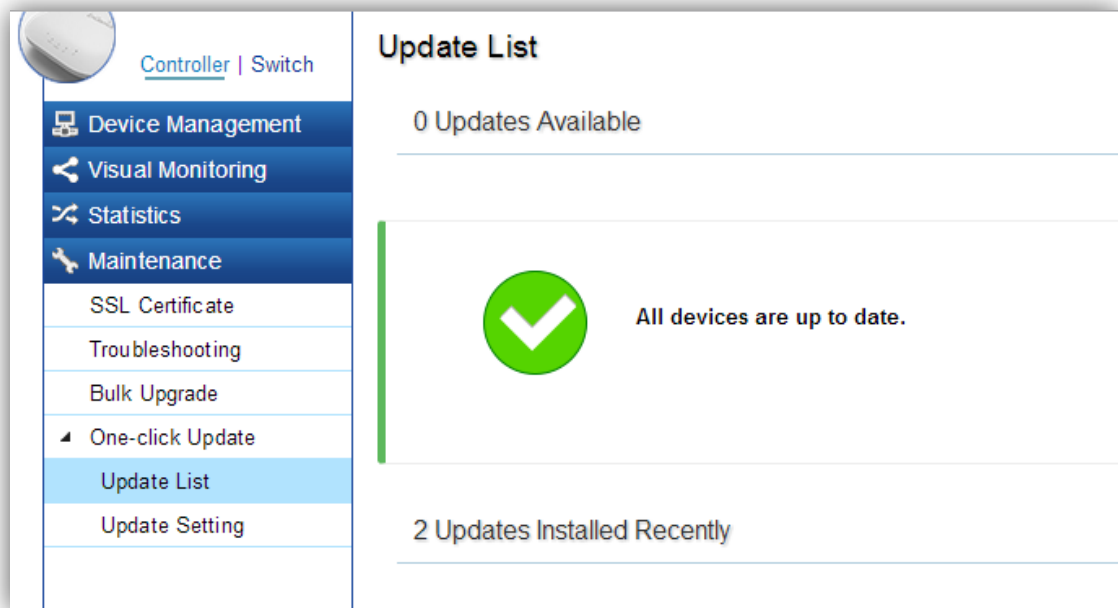 Controller | Switch
Device Management
Visual Monitoring
Statistics
Maintenance
SSL Certificate
Troubleshooting
Bulk Upgrade
One-click Update
Update List
Update Setting
Update List
0 Updates Available
All devices are up to date.
2 Updates Installed Recently